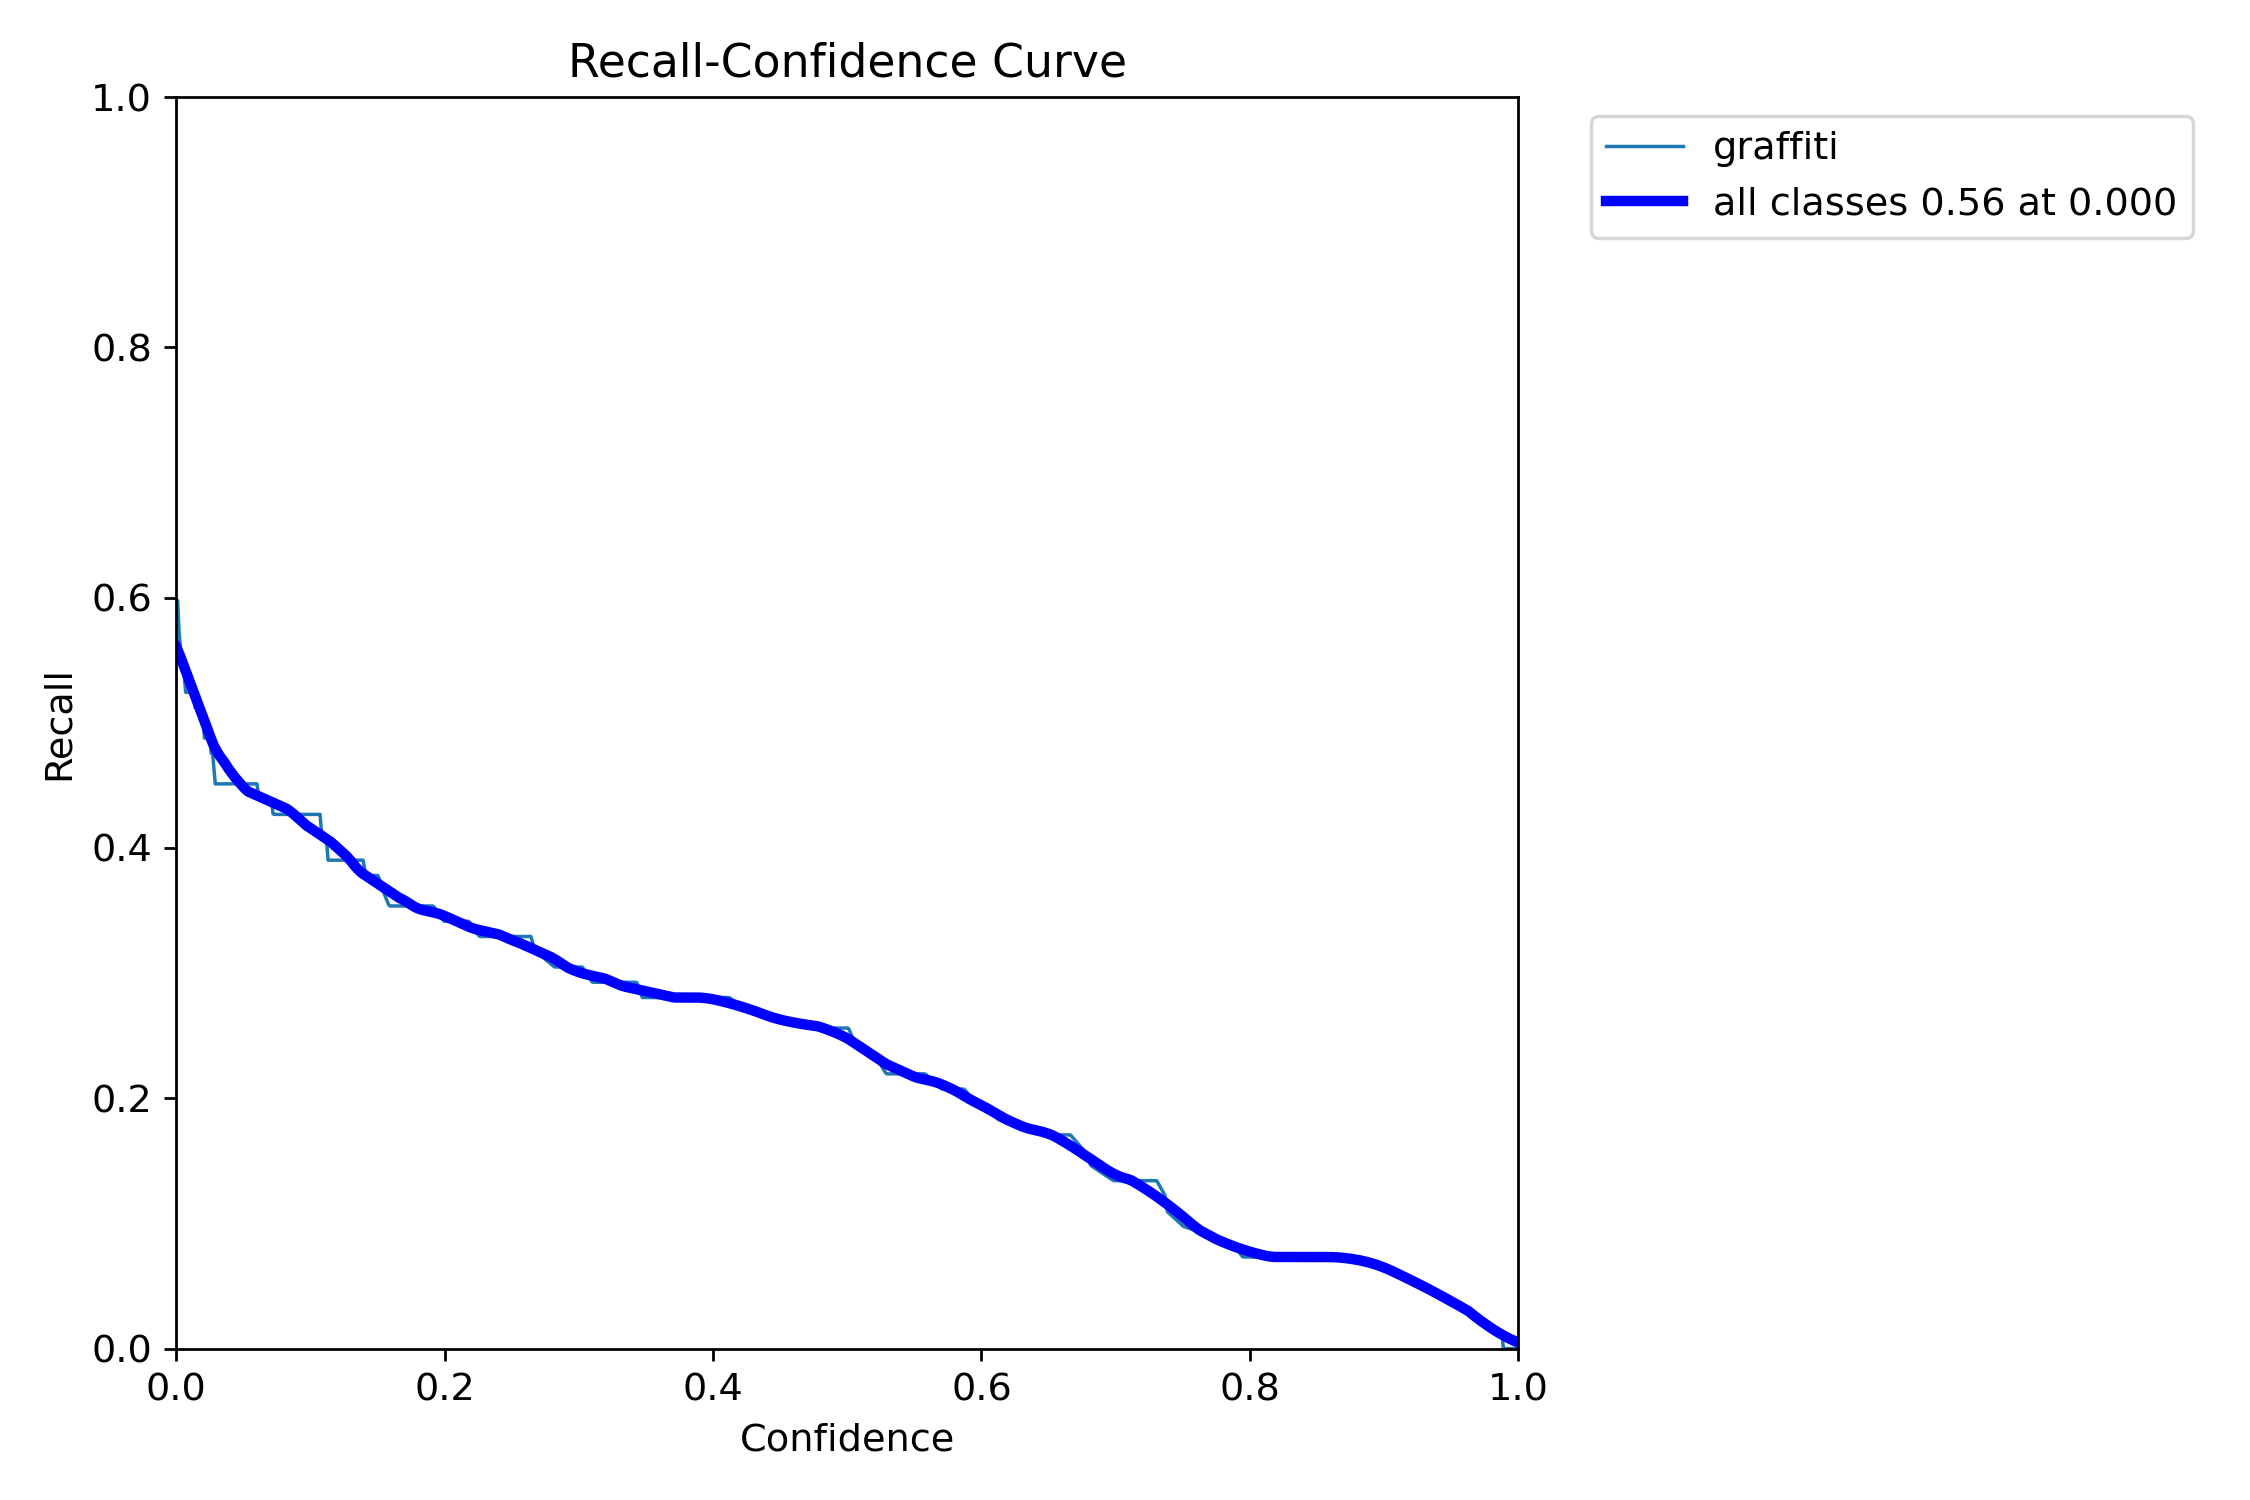 Recall-Confidence Curve
1.0
0.8
0.6
0.4
0.2
0.0
Recall
0.0 0.2 0.4 0.6 0.8 1.0
Confidence
graffiti
all classes 0.56 at 0.000